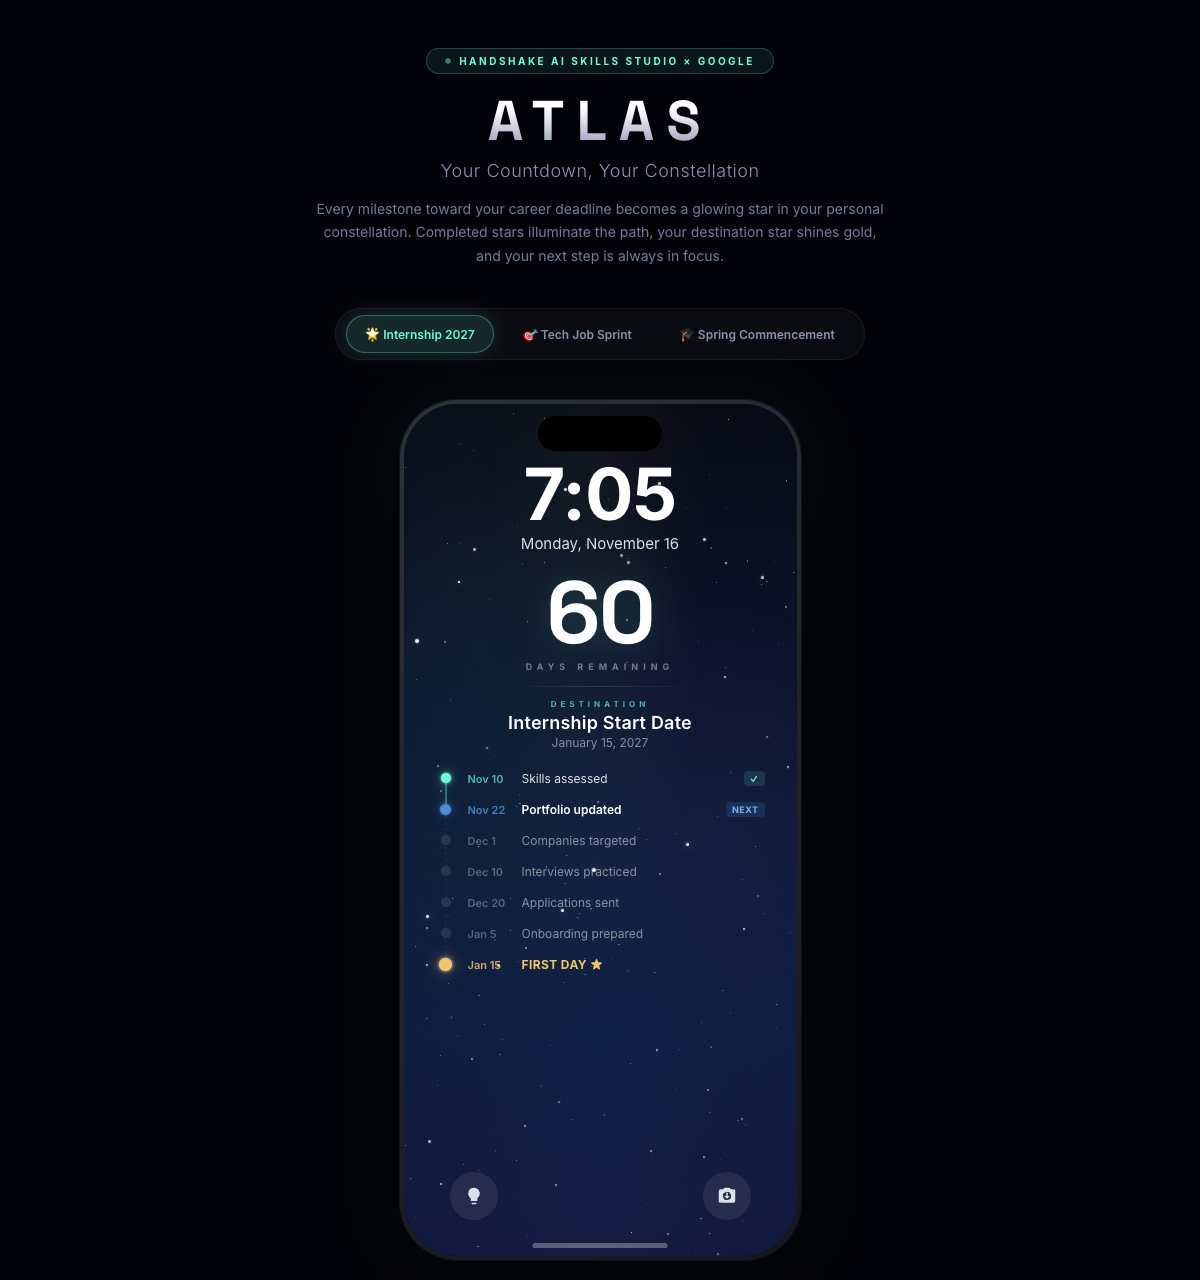 HANDSHAKE AI SKILLS STUDIO × GOOGLE
ATLAS
Your Countdown, Your Constellation
Every milestone toward your career deadline becomes a glowing star in your personal
constellation. Completed stars illuminate the path, your destination star shines gold,
and your next step is always in focus.
🌟 Internship 2027 🎯 Tech Job Sprint 🎓 Spring Commencement
7:05
Monday, November 16
60
DAYS REMAINING
DESTINATION
Internship Start Date
January 15, 2027
Nov 10 Skills assessed ✓
Nov 22 Portfolio updated NEXT
Dec 1 Companies targeted
Dec 10 Interviews practiced
Dec 20 Applications sent
Jan 5 Onboarding prepared
Jan 15 FIRST DAY ★